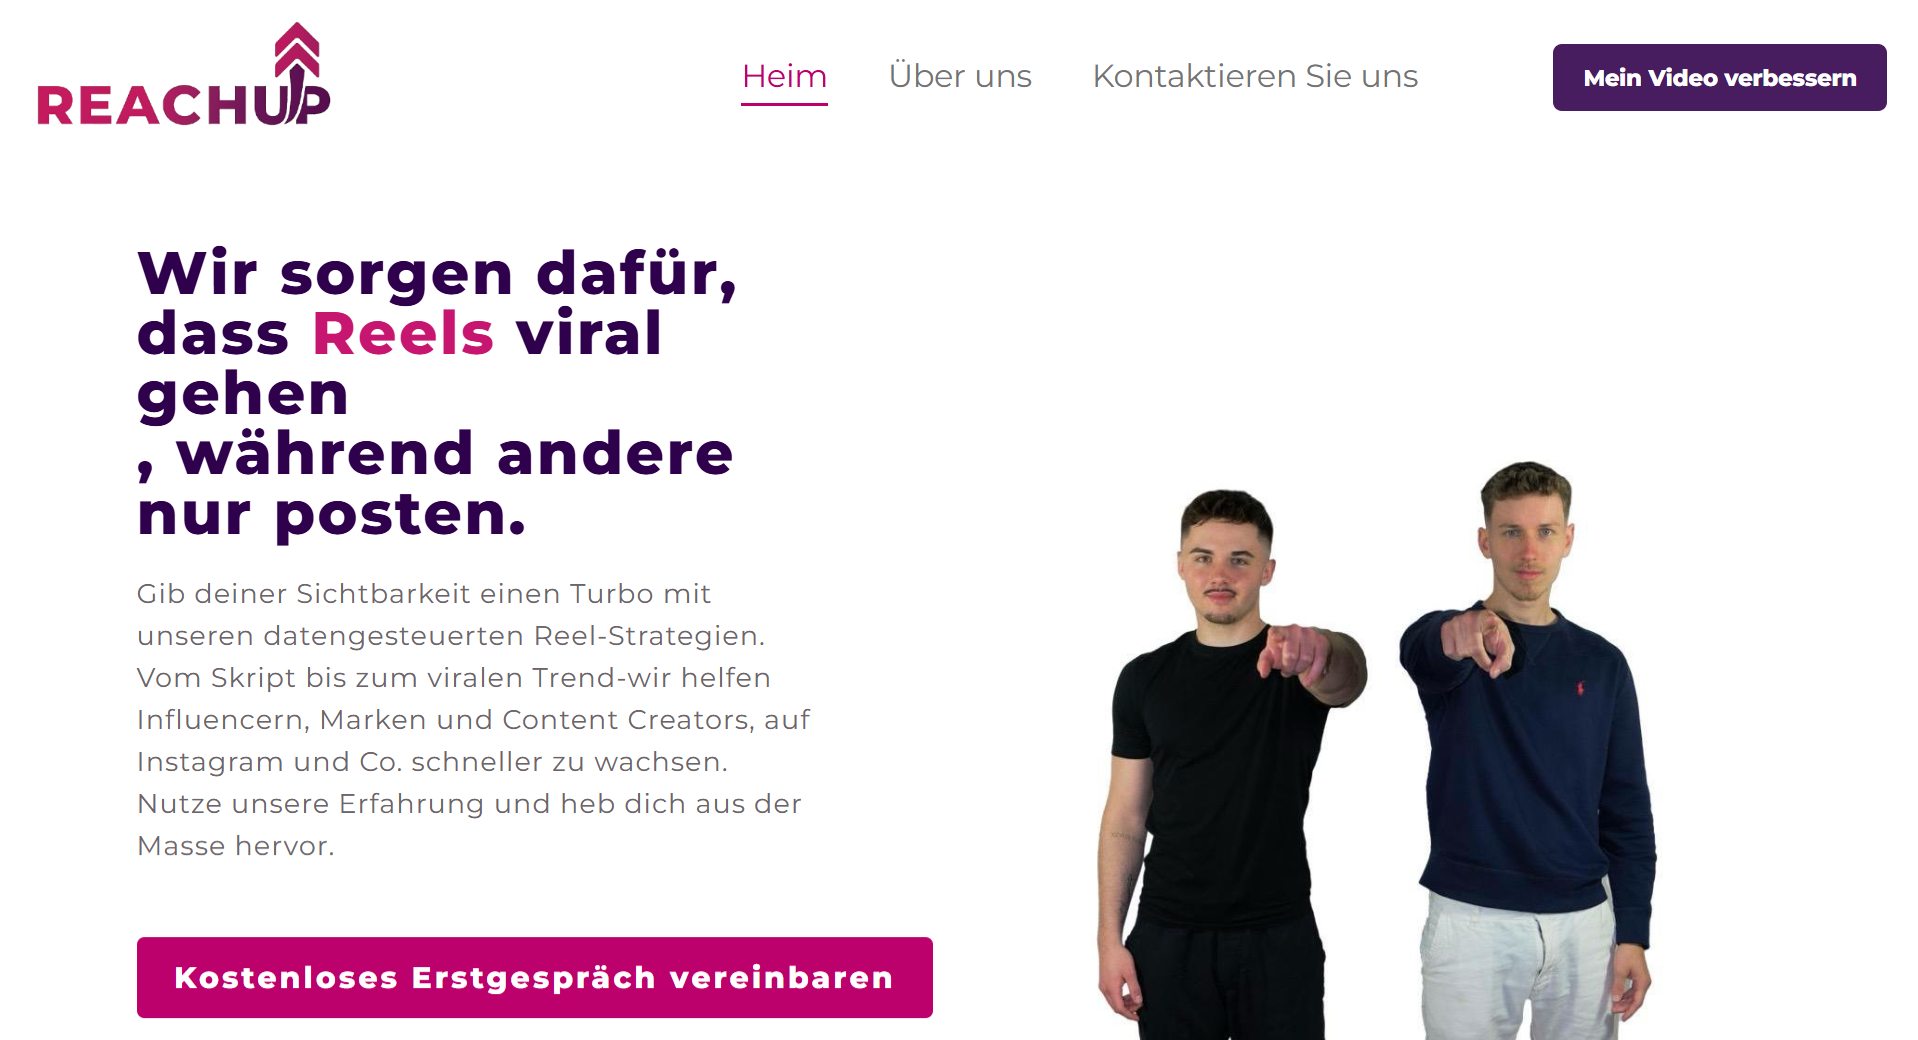 REACHUP
Heim
Über uns
Kontaktieren Sie uns
Mein Video verbessern
Wir sorgen dafür,
dass Reels viral
gehen
, während andere
nur posten.
Gib deiner Sichtbarkeit einen Turbo mit
unseren datengesteuerten Reel-Strategien.
Vom Skript bis zum viralen Trend-wir helfen
Influencern, Marken und Content Creators, auf
Instagram und Co. schneller zu wachsen.
Nutze unsere Erfahrung und heb dich aus der
Masse hervor.
Kostenloses Erstgespräch vereinbaren